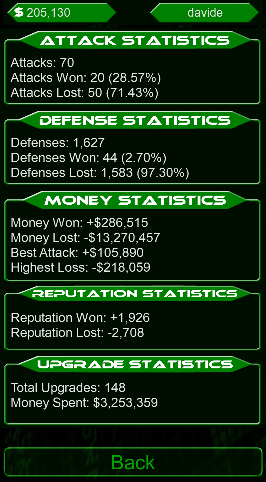 $ 205,130
davide
ATTACK STATISTICS
Attacks: 70
Attacks Won: 20 (28.57%)
Attacks Lost: 50 (71.43%)
DEFENSE STATISTICS
Defenses: 1,627
Defenses Won: 44 (2.70%)
Defenses Lost: 1,583 (97.30%)
MONEY STATISTICS
Money Won: +$286,515
Money Lost: -$13,270,457
Best Attack: +$105,890
Highest Loss: -$218,059
REPUTATION STATISTICS
Reputation Won: +1,926
Reputation Lost: -2,708
UPGRADE STATISTICS
Total Upgrades: 148
Money Spent: $3,253,359
Back